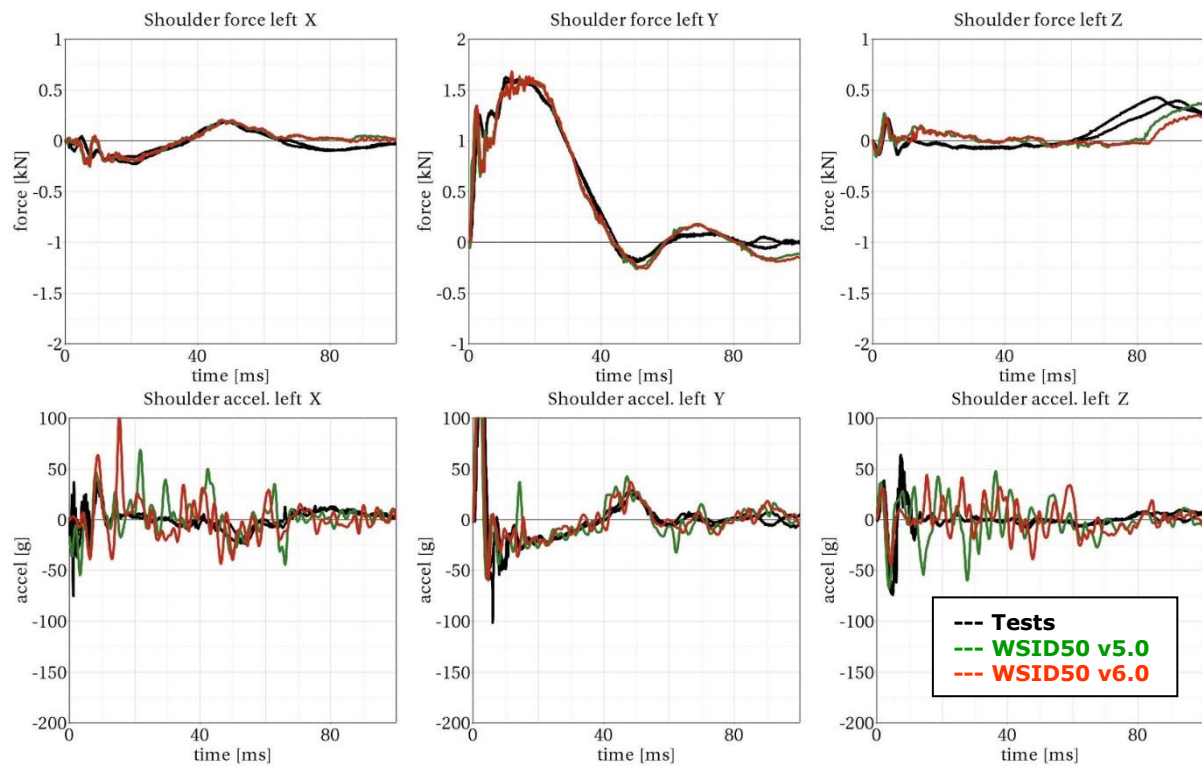 Shoulder force left X
Shoulder force left Y
Shoulder force left Z
1
0.5
0
-0.5
-1
-1.5
-2
force [kN]
0
40
80
time [ms]
2
1.5
1
0.5
0
-0.5
-1
force [kN]
0
40
80
time [ms]
1
0.5
0
-0.5
-1
-1.5
-2
force [kN]
0
40
80
time [ms]
Shoulder accel. left X
Shoulder accel. left Y
Shoulder accel. left Z
100
50
0
-50
-100
-150
-200
accel [g]
0
40
80
time [ms]
100
50
0
-50
-100
-150
-200
accel [g]
0
40
80
time [ms]
100
50
0
-50
-100
-150
-200
accel [g]
0
40
80
time [ms]
--- Tests
--- WSID50 v5.0
--- WSID50 v6.0